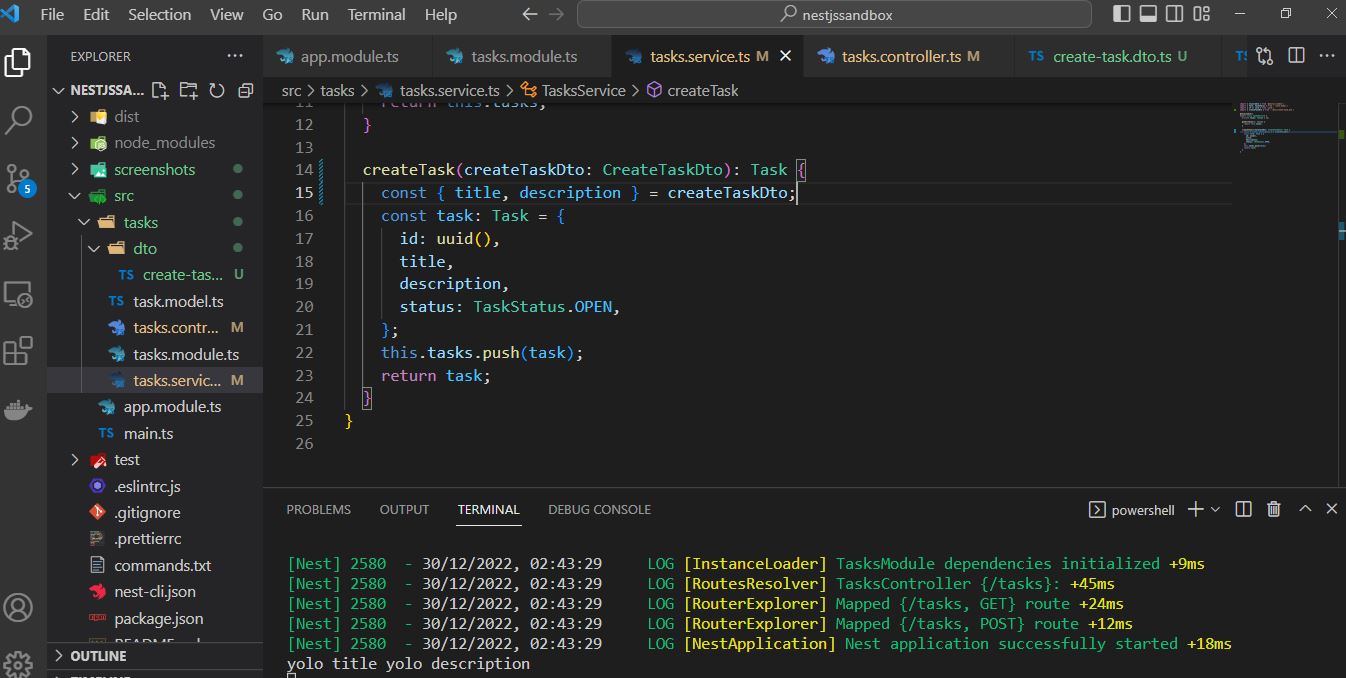 File Edit Selection View Go Run Terminal Help nestjssandbox
EXPLORER
app.module.ts tasks.module.ts tasks.service.ts M TS tasks.controller.ts M TS create-task.dto.ts U
src > tasks > tasks.service.ts > TasksService > createTask
NESTJSSA...
dist
node_modules
screenshots
src
tasks
dto
TS create-tas... U
TS task.model.ts
tasks.contr... M
tasks.module.ts
tasks.servic... M
app.module.ts
TS main.ts
test
.eslintrc.js
.gitignore
.prettierrc
commands.txt
nest-cli.json
package.json
OUTLINE
5
11 return this.tasks;
12 }
13
14 createTask(createTaskDto: CreateTaskDto): Task {
15 const { title, description } = createTaskDto;
16 const task: Task = {
17 id: uuid(),
18 title,
19 description,
20 status: TaskStatus.OPEN,
21 };
22 this.tasks.push(task);
23 return task;
24 }
25 }
26
PROBLEMS OUTPUT TERMINAL DEBUG CONSOLE powershell
[Nest] 2580 - 30/12/2022, 02:43:29 LOG [InstanceLoader] TasksModule dependencies initialized +9ms
[Nest] 2580 - 30/12/2022, 02:43:29 LOG [RoutesResolver] TasksController {/tasks}: +45ms
[Nest] 2580 - 30/12/2022, 02:43:29 LOG [RouterExplorer] Mapped {/tasks, GET} route +24ms
[Nest] 2580 - 30/12/2022, 02:43:29 LOG [RouterExplorer] Mapped {/tasks, POST} route +12ms
[Nest] 2580 - 30/12/2022, 02:43:29 LOG [NestApplication] Nest application successfully started +18ms
yolo title yolo description